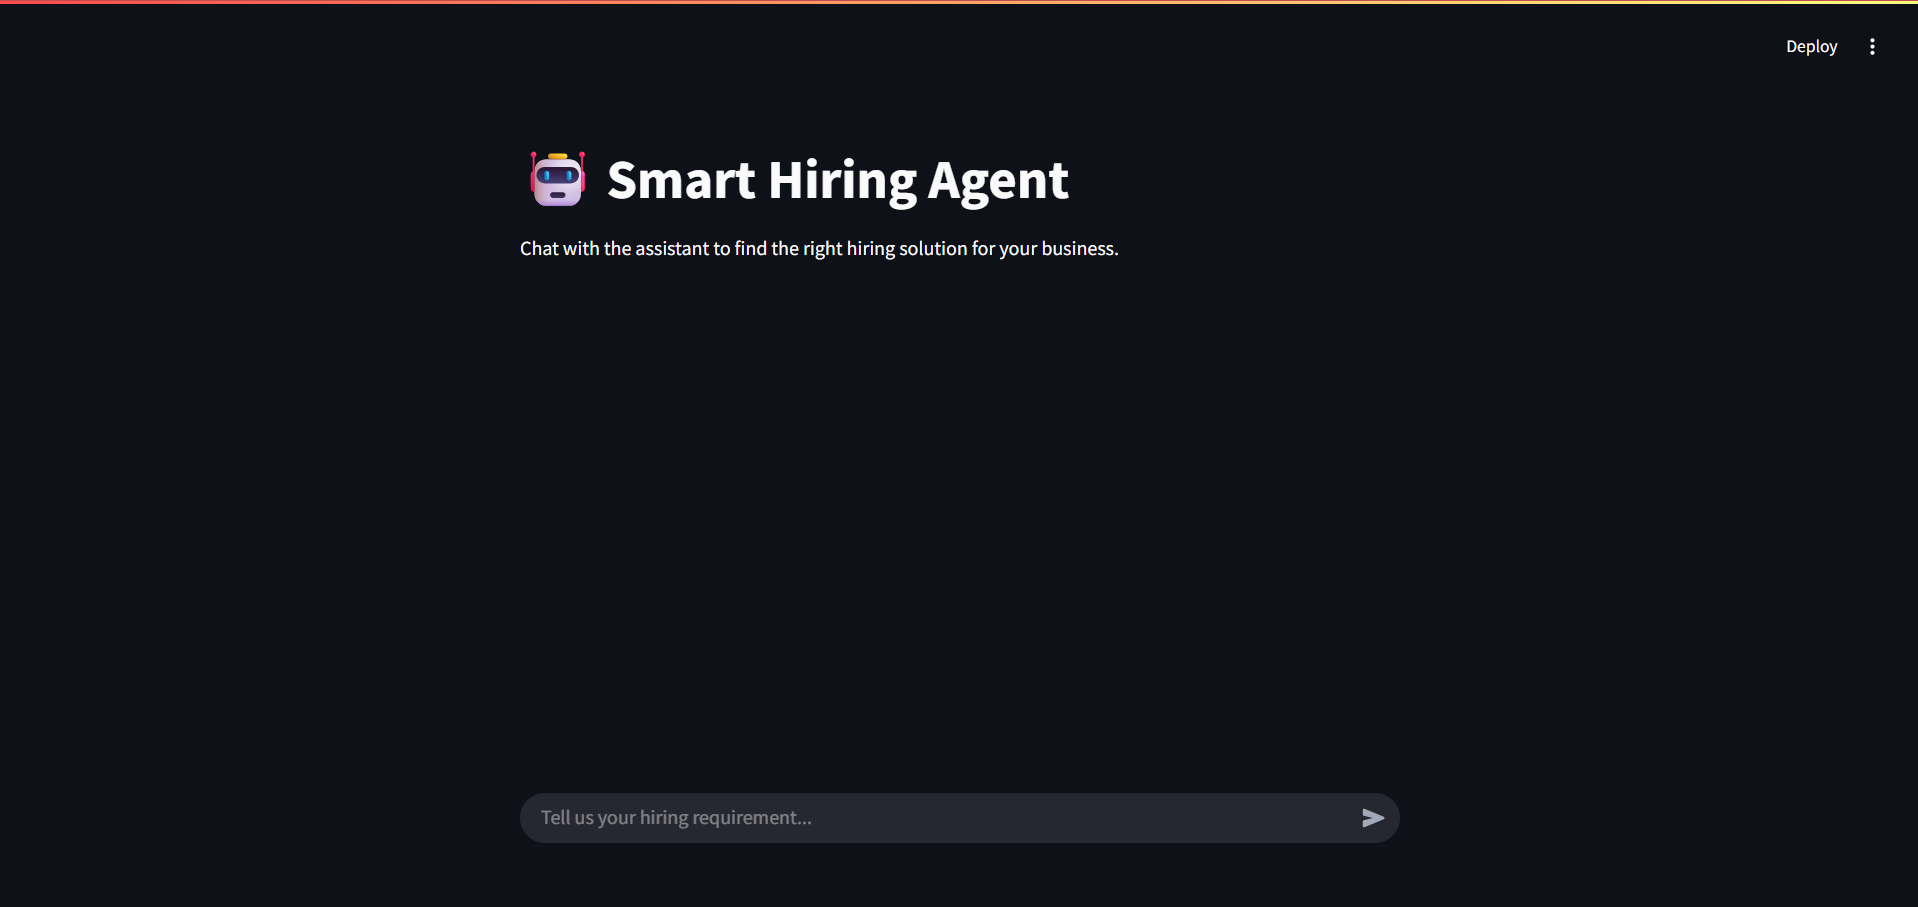 Deploy
Smart Hiring Agent
Chat with the assistant to find the right hiring solution for your business.
Tell us your hiring requirement...